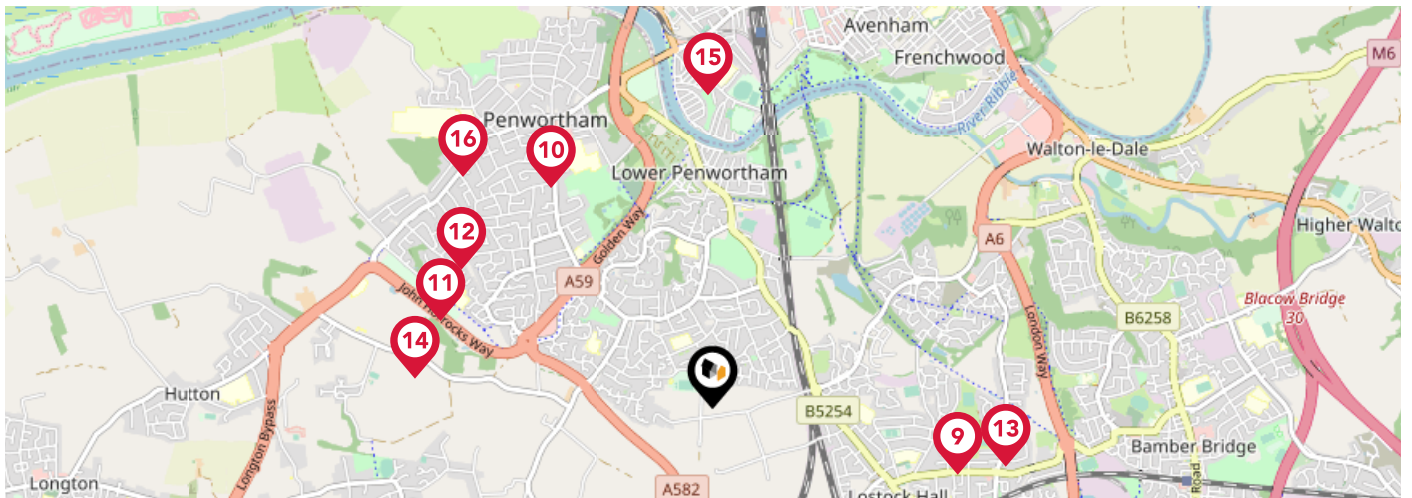 Avenham
Frenchwood
M6
15
River Ribble
Penwortham
16
10
Walton-le-Dale
Lower Penwortham
12
Golden Way
A6
Higher Walto
11
A59
John Horrocks Way
Blacow Bridge
30
B6258
London Way
14
Hutton
B5254
9
13
Bamber Bridge
Longton Bypass
Longton
A582
Lostock Hall
Road